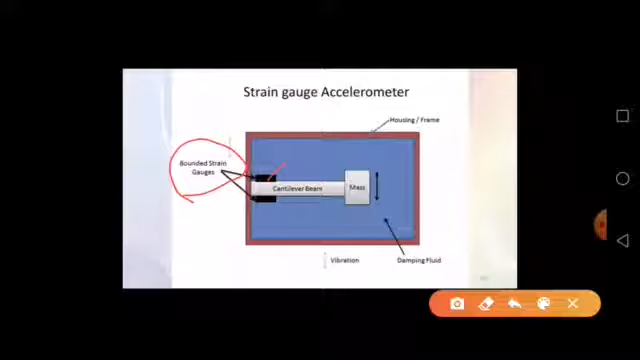 Strain gauge Accelerometer
Housing / Frame
Bounded Strain
Gauges
Cantilever Beam
Mass
Vibration
Damping Fluid